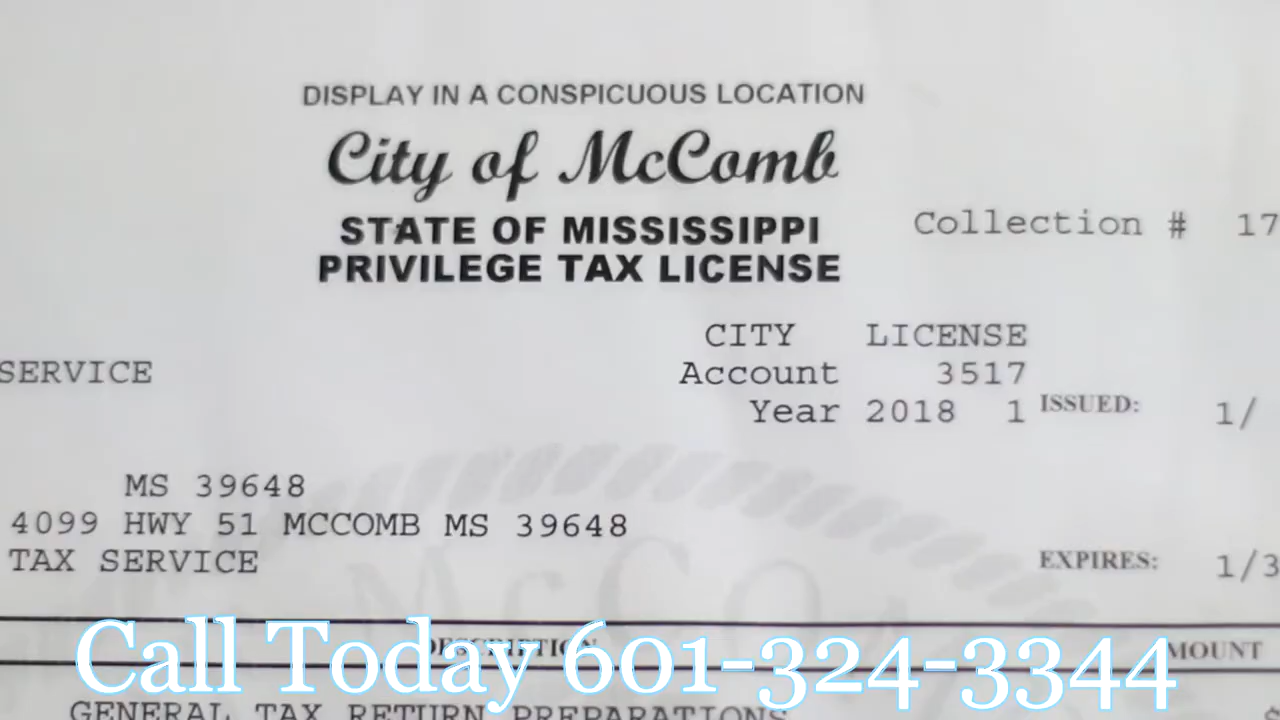 DISPLAY IN A CONSPICUOUS LOCATION
City of McComb
STATE OF MISSISSIPPI
PRIVILEGE TAX LICENSE
Collection # 17
CITY LICENSE
SERVICE
Account 3517
Year 2018 1 ISSUED: 1/
MS 39648
4099 HWY 51 MCCOMB MS 39648
TAX SERVICE
EXPIRES: 1/3
McCO
DESCRIPTION
MOUNT
Call Today 601-324-3344
GENERAL TAX RETURN PREPARATIONS
$